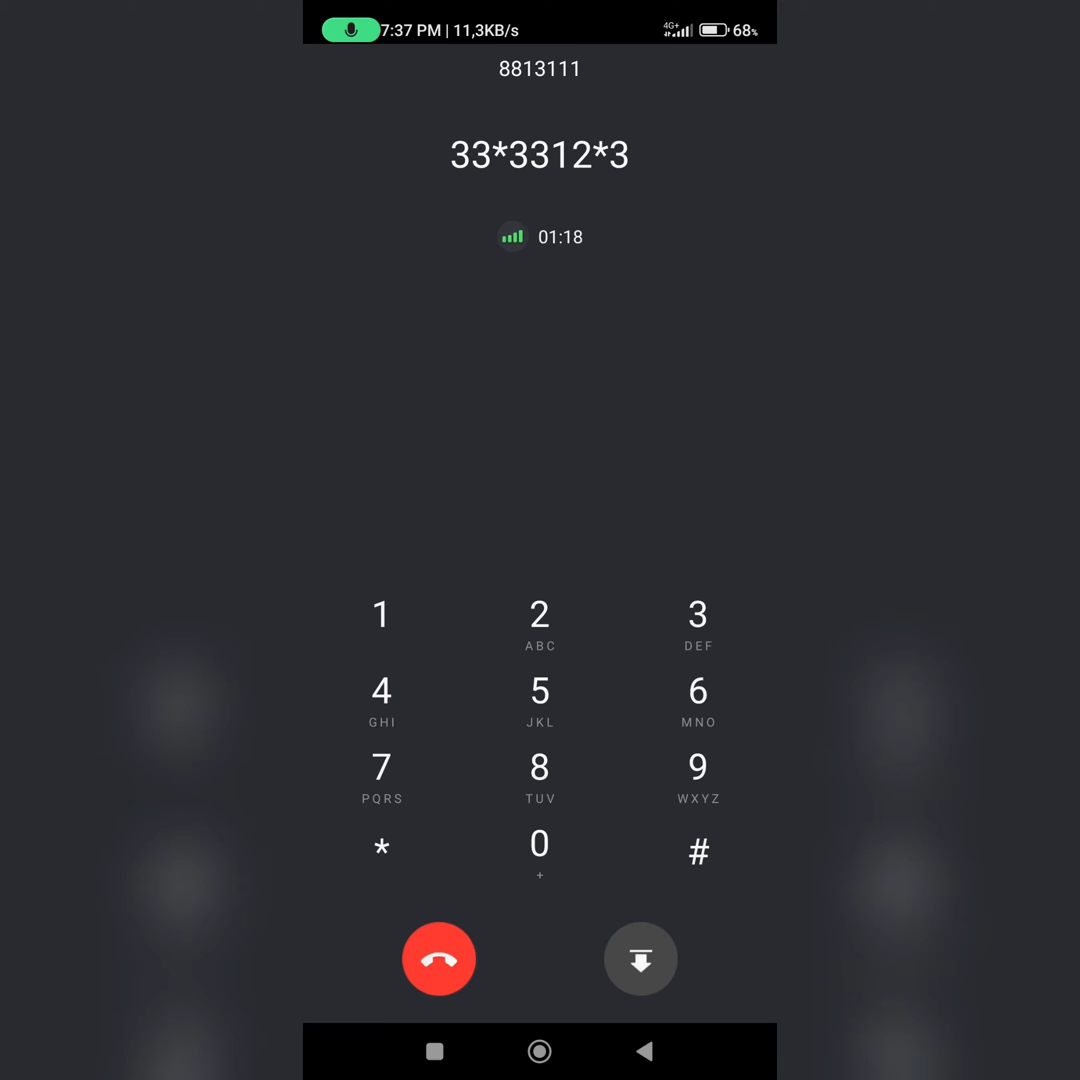 7:37 PM | 11,3KB/s 4G+ 68%
8813111
33*3312*3
01:18
1 2 3
ABC DEF
4 5 6
GHI JKL MNO
7 8 9
PQRS TUV WXYZ
* 0 #
+